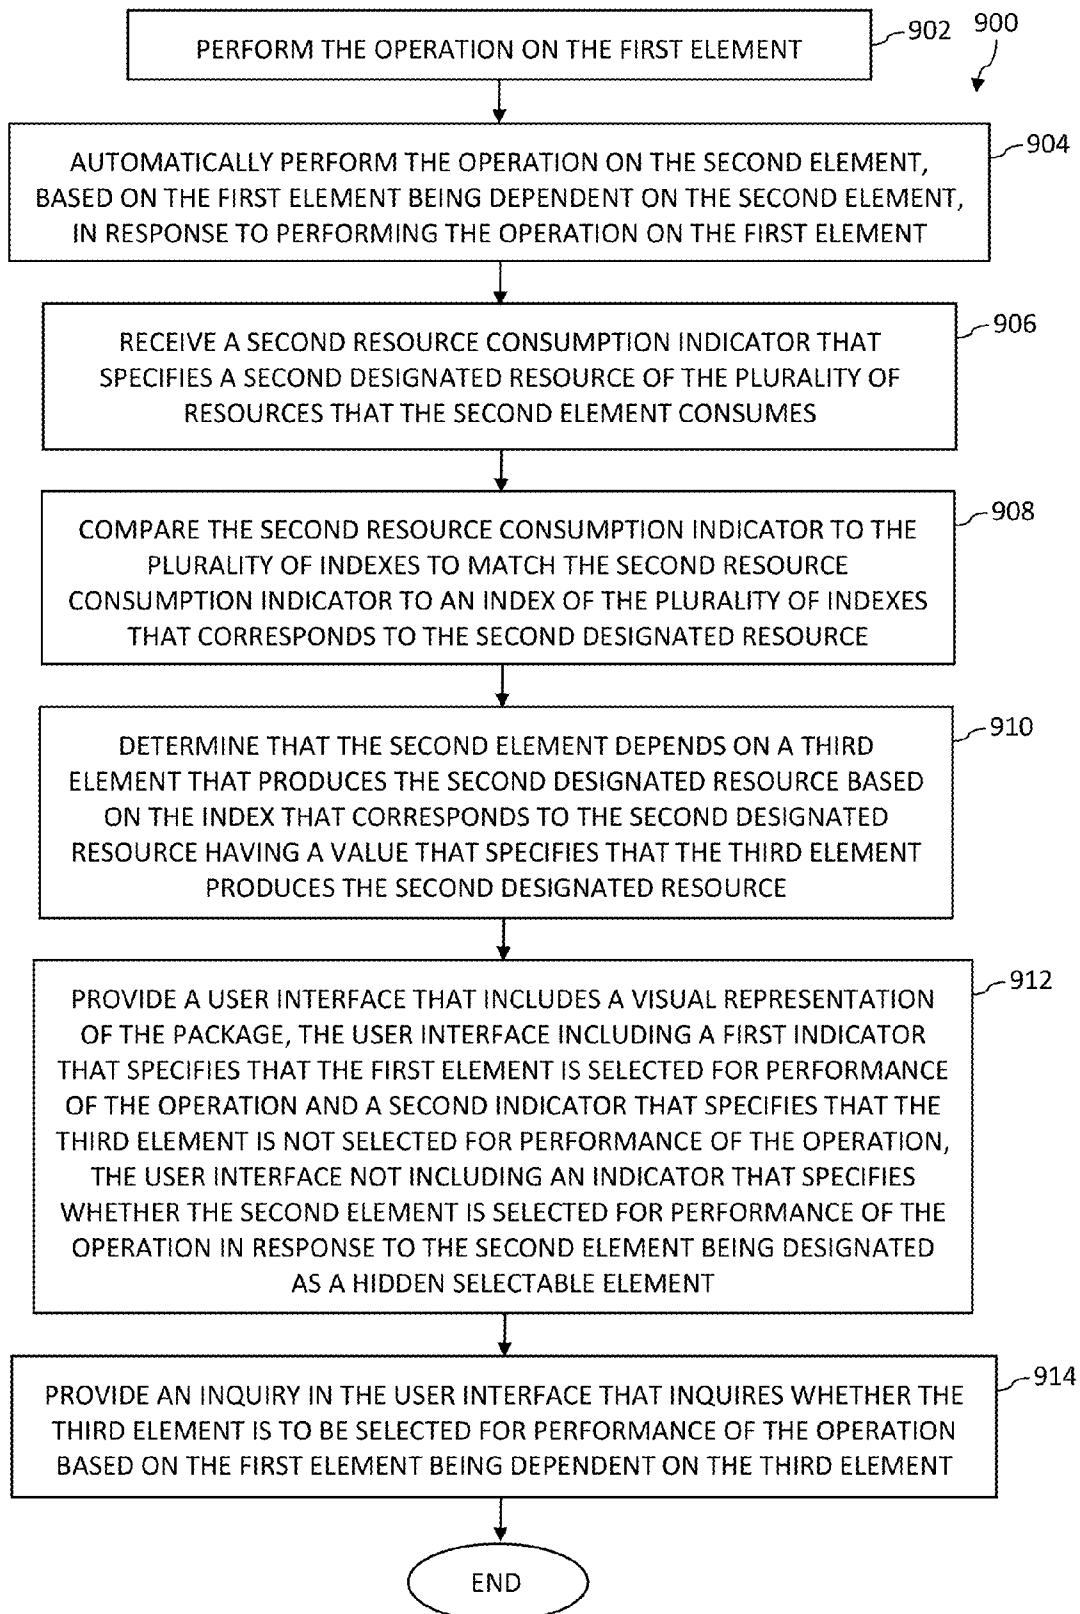 PERFORM THE OPERATION ON THE FIRST ELEMENT
902
900
AUTOMATICALLY PERFORM THE OPERATION ON THE SECOND ELEMENT,
BASED ON THE FIRST ELEMENT BEING DEPENDENT ON THE SECOND ELEMENT,
IN RESPONSE TO PERFORMING THE OPERATION ON THE FIRST ELEMENT
904
RECEIVE A SECOND RESOURCE CONSUMPTION INDICATOR THAT
SPECIFIES A SECOND DESIGNATED RESOURCE OF THE PLURALITY OF
RESOURCES THAT THE SECOND ELEMENT CONSUMES
906
COMPARE THE SECOND RESOURCE CONSUMPTION INDICATOR TO THE
PLURALITY OF INDEXES TO MATCH THE SECOND RESOURCE
CONSUMPTION INDICATOR TO AN INDEX OF THE PLURALITY OF INDEXES
THAT CORRESPONDS TO THE SECOND DESIGNATED RESOURCE
908
DETERMINE THAT THE SECOND ELEMENT DEPENDS ON A THIRD
ELEMENT THAT PRODUCES THE SECOND DESIGNATED RESOURCE BASED
ON THE INDEX THAT CORRESPONDS TO THE SECOND DESIGNATED
RESOURCE HAVING A VALUE THAT SPECIFIES THAT THE THIRD ELEMENT
PRODUCES THE SECOND DESIGNATED RESOURCE
910
PROVIDE A USER INTERFACE THAT INCLUDES A VISUAL REPRESENTATION
OF THE PACKAGE, THE USER INTERFACE INCLUDING A FIRST INDICATOR
THAT SPECIFIES THAT THE FIRST ELEMENT IS SELECTED FOR PERFORMANCE
OF THE OPERATION AND A SECOND INDICATOR THAT SPECIFIES THAT THE
THIRD ELEMENT IS NOT SELECTED FOR PERFORMANCE OF THE OPERATION,
THE USER INTERFACE NOT INCLUDING AN INDICATOR THAT SPECIFIES
WHETHER THE SECOND ELEMENT IS SELECTED FOR PERFORMANCE OF THE
OPERATION IN RESPONSE TO THE SECOND ELEMENT BEING DESIGNATED
AS A HIDDEN SELECTABLE ELEMENT
912
PROVIDE AN INQUIRY IN THE USER INTERFACE THAT INQUIRES WHETHER THE
THIRD ELEMENT IS TO BE SELECTED FOR PERFORMANCE OF THE OPERATION
BASED ON THE FIRST ELEMENT BEING DEPENDENT ON THE THIRD ELEMENT
914
END